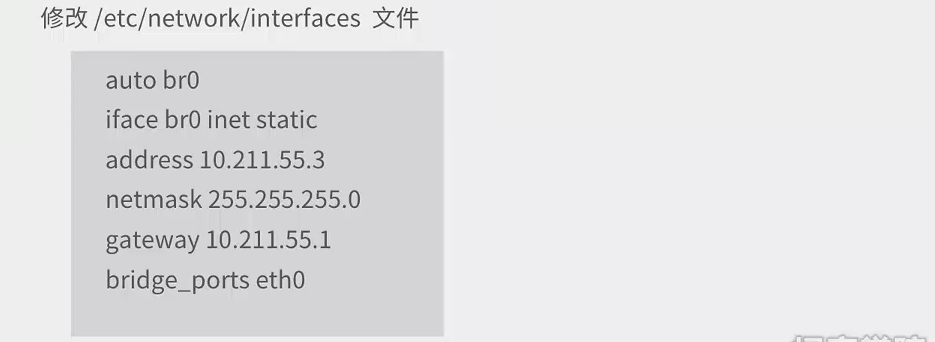 修改 /etc/network/interfaces 文件
auto br0
iface br0 inet static
address 10.211.55.3
netmask 255.255.255.0
gateway 10.211.55.1
bridge_ports eth0